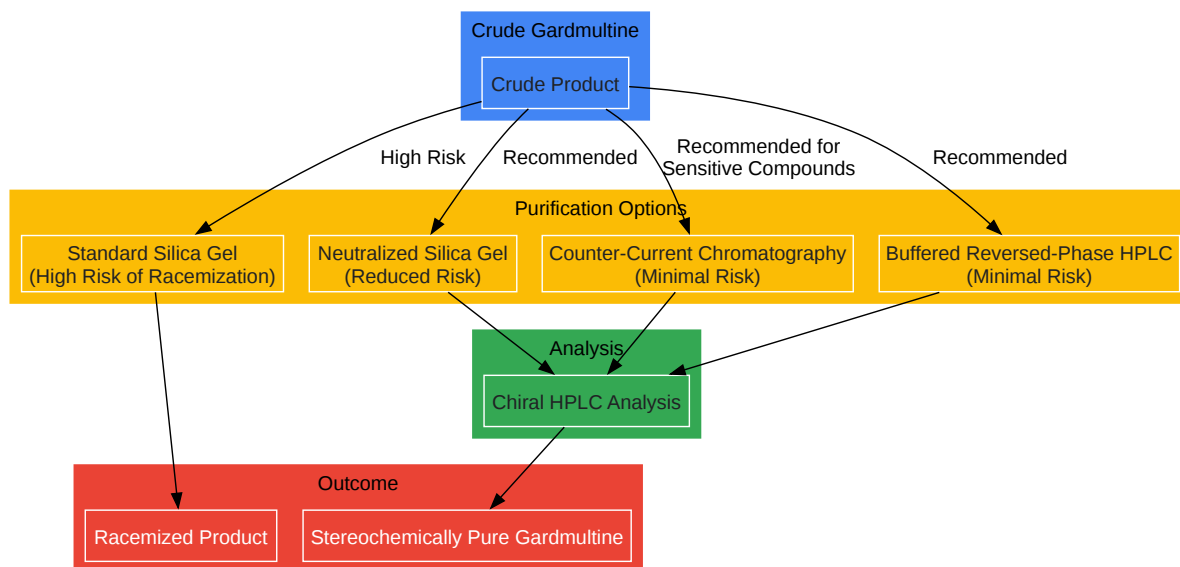 Crude Gardmultine
Crude Product
High Risk
Recommended
Recommended for
Sensitive Compounds
Recommended
Purification Options
Standard Silica Gel
(High Risk of Racemization)
Neutralized Silica Gel
(Reduced Risk)
Counter-Current Chromatography
(Minimal Risk)
Buffered Reversed-Phase HPLC
(Minimal Risk)
Analysis
Chiral HPLC Analysis
Outcome
Racemized Product
Stereochemically Pure Gardmultine